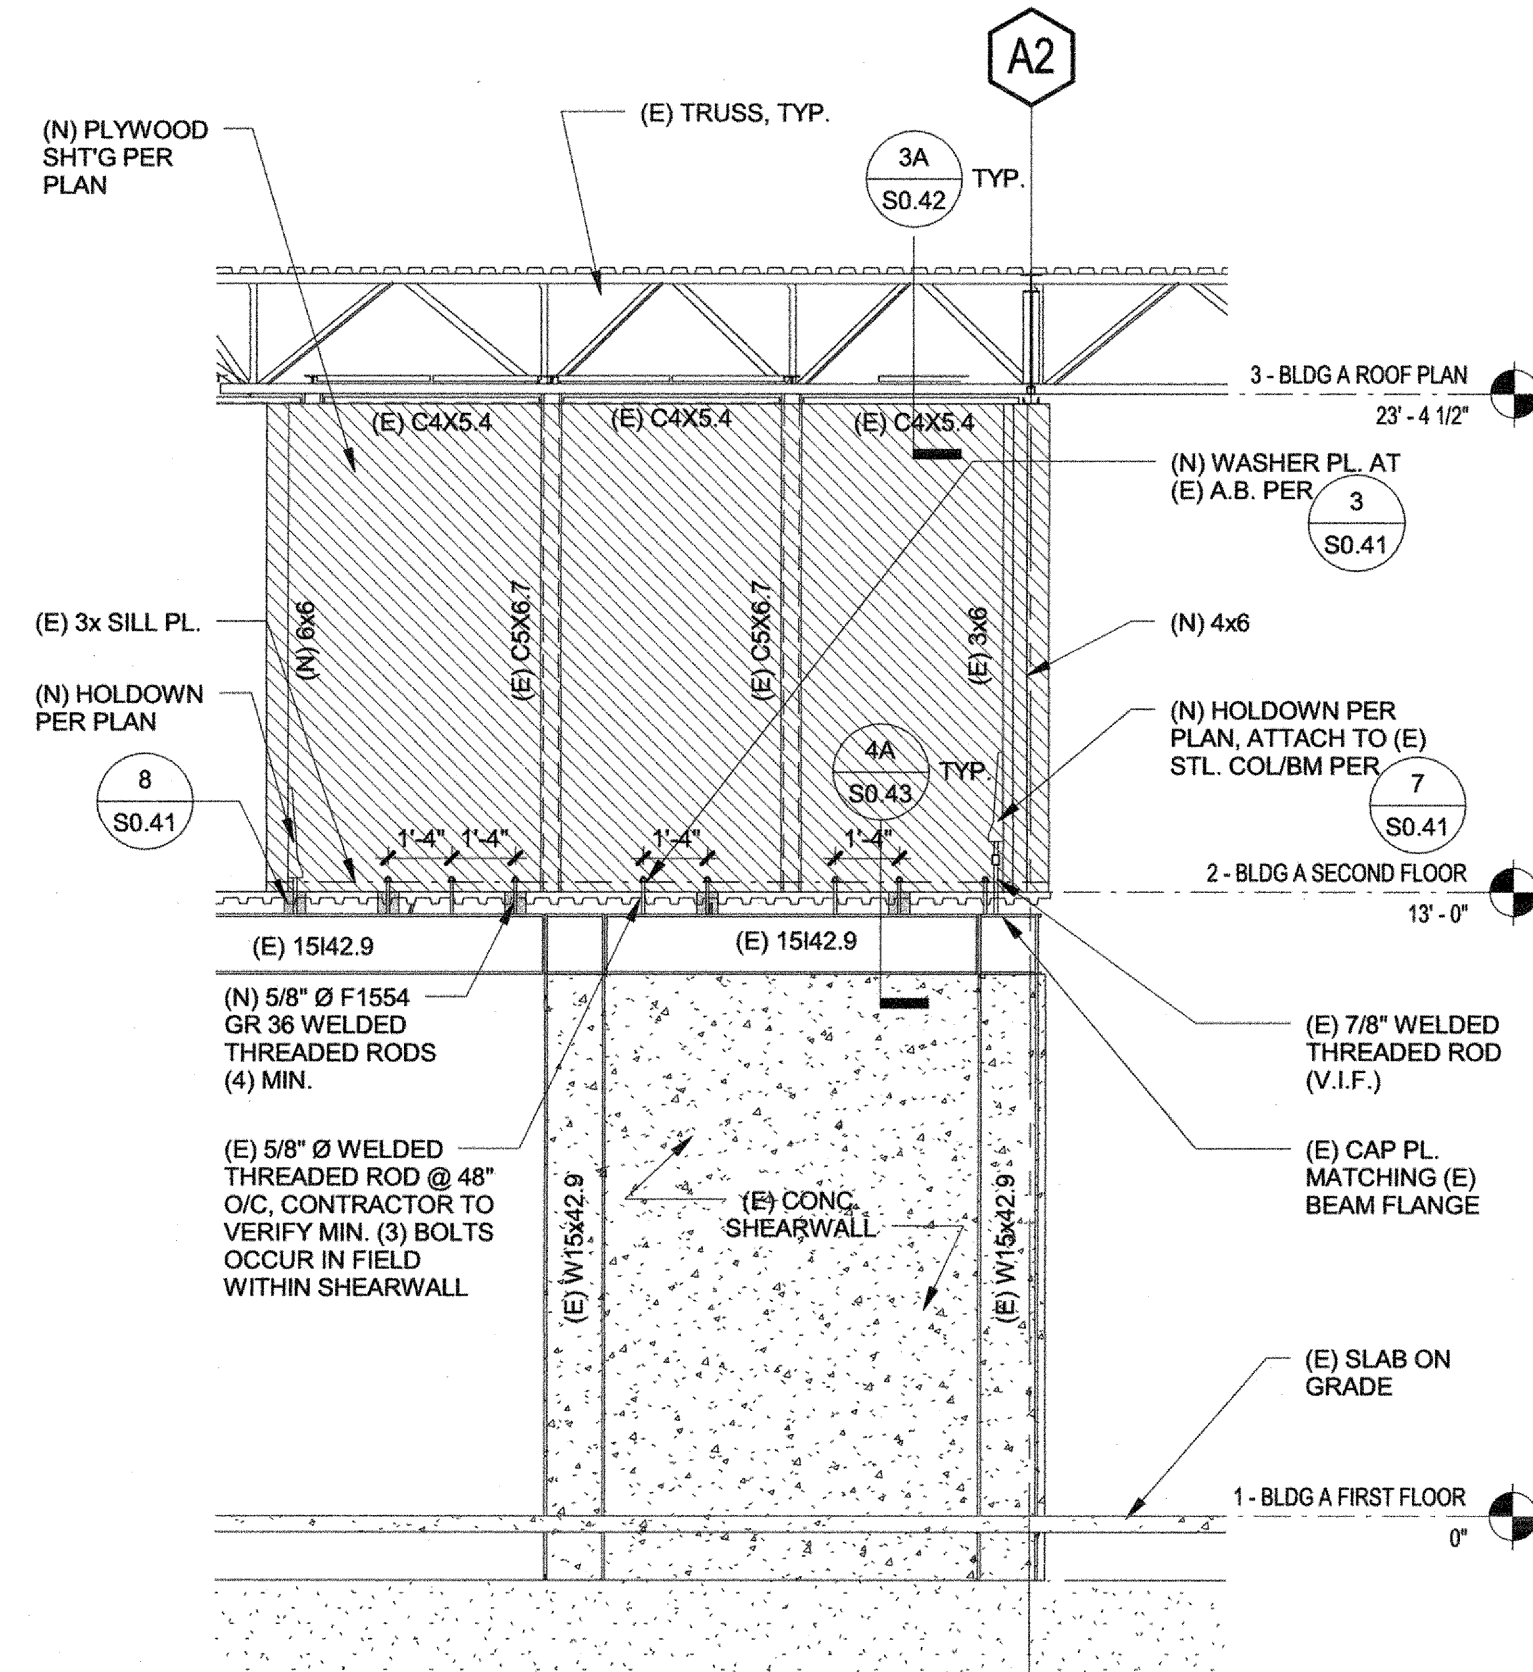 A2
(N) PLYWOOD
SHT'G PER
PLAN
(E) TRUSS, TYP.
3A
S0.42
TYP.
3 - BLDG A ROOF PLAN
23' - 4 1/2"
(E) C4X5.4
(E) C4X5.4
(E) C4X5.4
(N) WASHER PL. AT
(E) A.B. PER
3
S0.41
(E) 3x SILL PL.
(N) 6x6
(E) C5X6.7
(E) C5X6.7
(E) 3x6
(N) 4x6
(N) HOLDOWN
PER PLAN
8
S0.41
(N) HOLDOWN PER
PLAN, ATTACH TO (E)
STL. COL/BM PER
7
S0.41
4A
S0.43
TYP.
1'-4"
1'-4"
1'-4"
1'-4"
2 - BLDG A SECOND FLOOR
13' - 0"
(E) 15I42.9
(E) 15I42.9
(N) 5/8" Ø F1554
GR 36 WELDED
THREADED RODS
(4) MIN.
(E) 7/8" WELDED
THREADED ROD
(V.I.F.)
(E) 5/8" Ø WELDED
THREADED ROD @ 48"
O/C, CONTRACTOR TO
VERIFY MIN. (3) BOLTS
OCCUR IN FIELD
WITHIN SHEARWALL
(E) W15x42.9
(E) CONC
SHEARWALL
(E) W15x42.9
(E) CAP PL.
MATCHING (E)
BEAM FLANGE
(E) SLAB ON
GRADE
1 - BLDG A FIRST FLOOR
0"